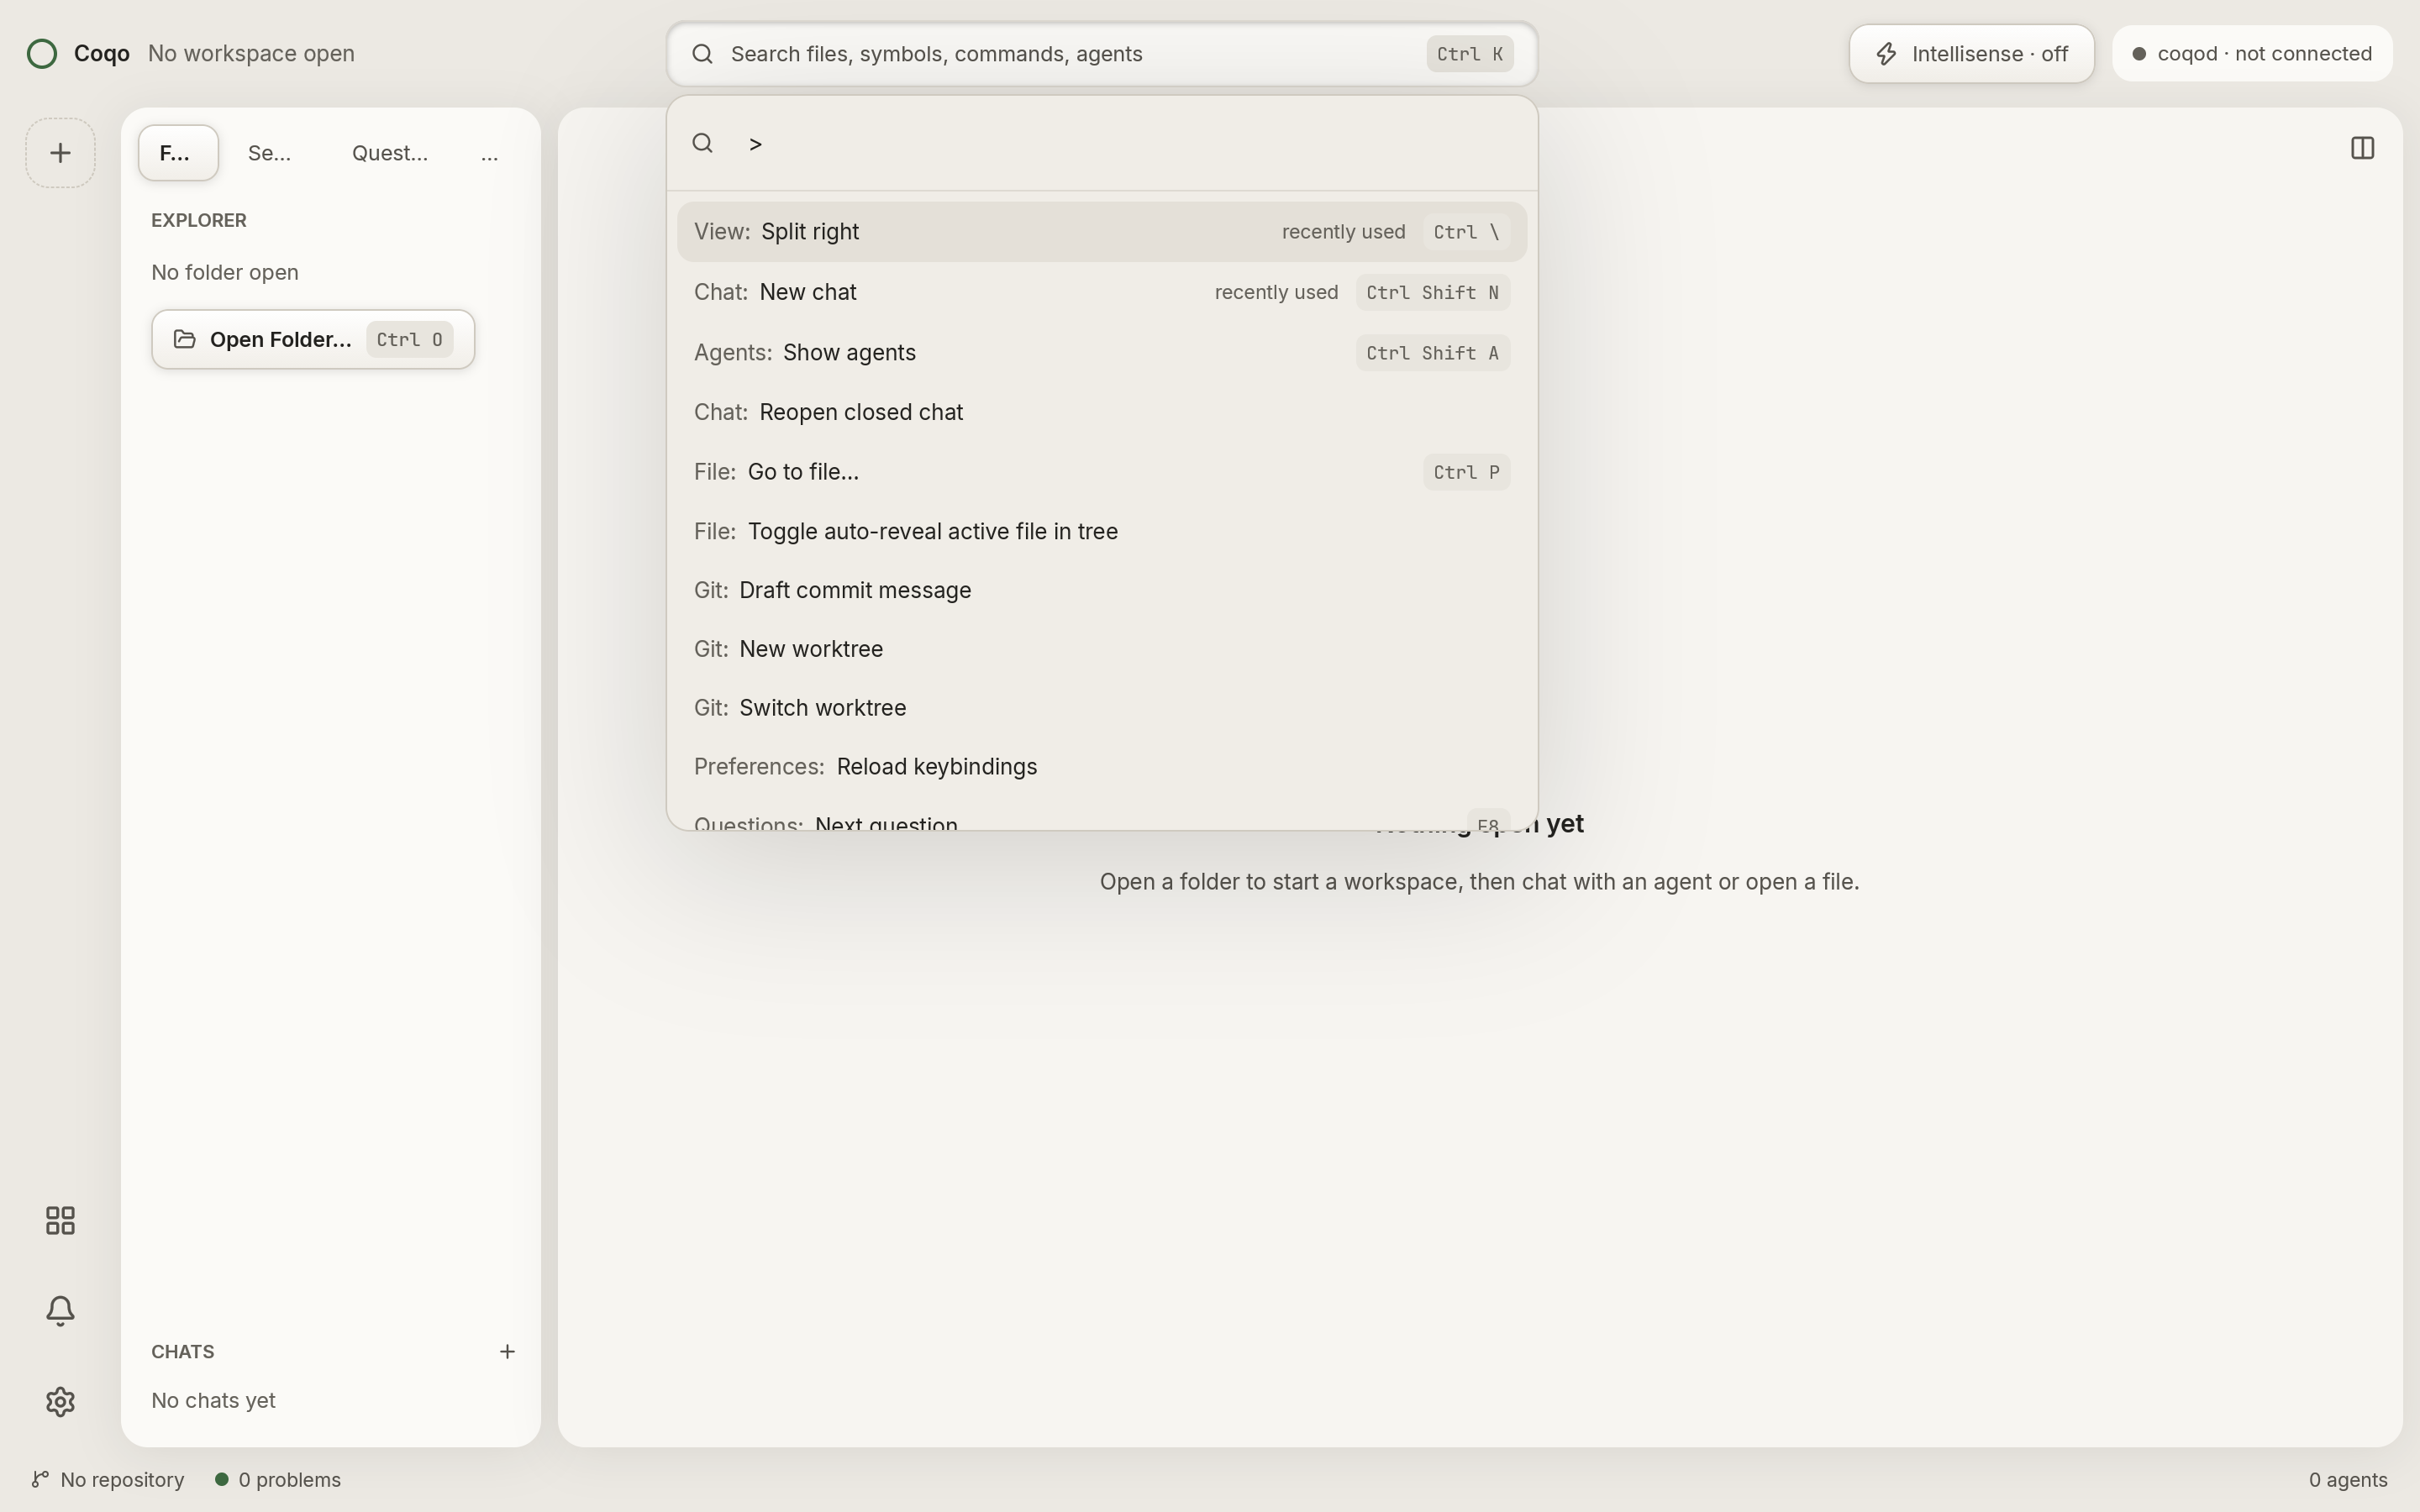 Coqo No workspace open
Search files, symbols, commands, agents Ctrl K
Intellisense · off
coqod · not connected
F... Se... Quest... ...
EXPLORER
No folder open
Open Folder... Ctrl O
>
View: Split right recently used Ctrl \
Chat: New chat recently used Ctrl Shift N
Agents: Show agents Ctrl Shift A
Chat: Reopen closed chat
File: Go to file... Ctrl P
File: Toggle auto-reveal active file in tree
Git: Draft commit message
Git: New worktree
Git: Switch worktree
Preferences: Reload keybindings
Questions: Next question F8
open yet
Open a folder to start a workspace, then chat with an agent or open a file.
CHATS
No chats yet
No repository 0 problems
0 agents